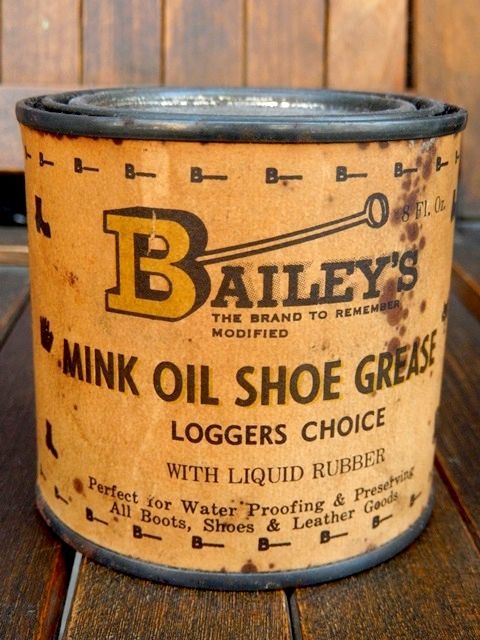 8 Fl. Oz.
BAILEY'S
THE BRAND TO REMEMBER
MODIFIED
MINK OIL SHOE GREASE
LOGGERS CHOICE
WITH LIQUID RUBBER
Perfect for Water Proofing & Preserving
All Boots, Shoes & Leather Goods